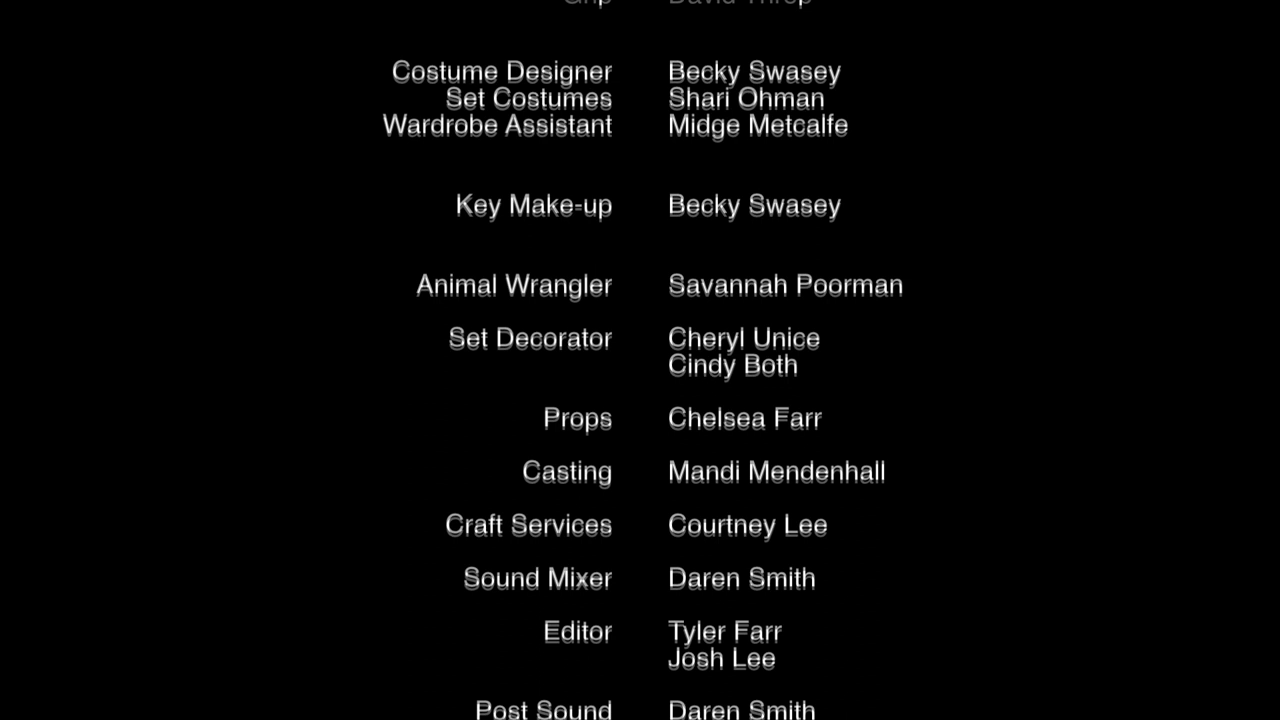 Costume Designer Becky Swasey
Set Costumes Shari Ohman
Wardrobe Assistant Midge Metcalfe
Key Make-up Becky Swasey
Animal Wrangler Savannah Poorman
Set Decorator Cheryl Unice
Cindy Both
Props Chelsea Farr
Casting Mandi Mendenhall
Craft Services Courtney Lee
Sound Mixer Daren Smith
Editor Tyler Farr
Josh Lee
Post Sound Daren Smith